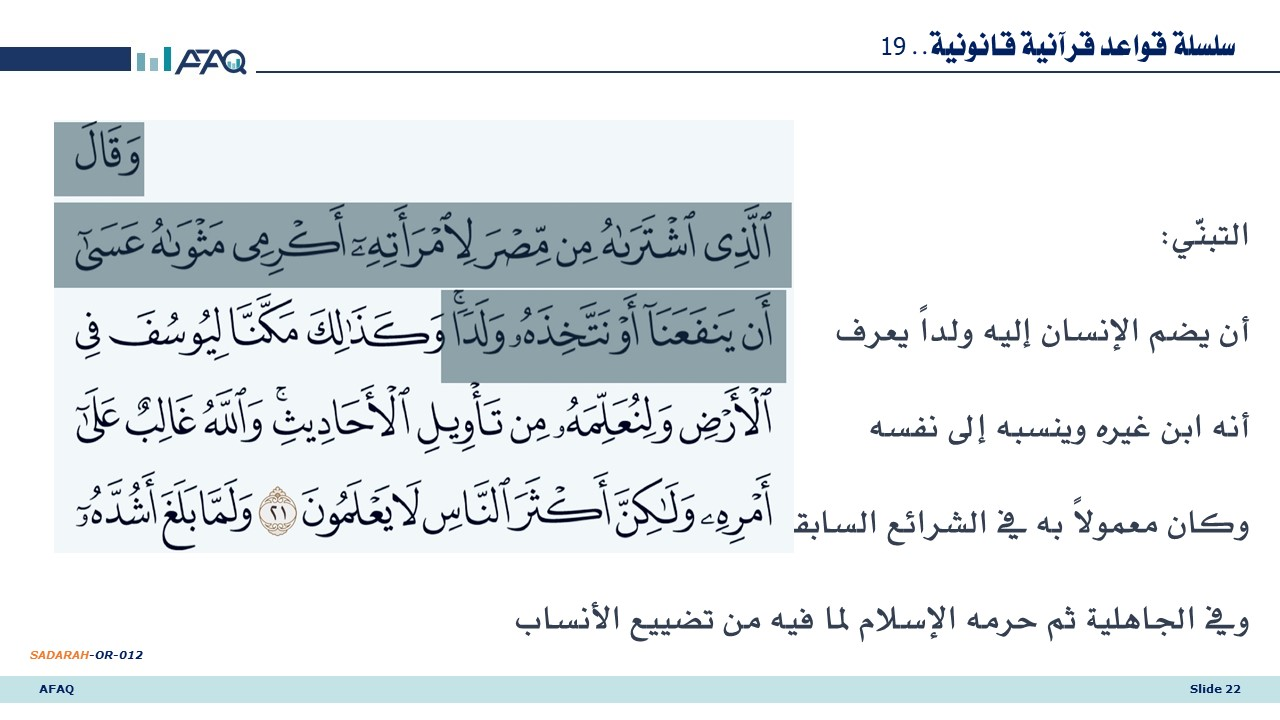 سلسلة قواعد قرآنية قانونية.. 19
AFAQ
وَقَالَ
ٱلَّذِى ٱشْتَرَىٰهُ مِن مِّصْرَ لِٱمْرَأَتِهِۦٓ أَكْرِمِى مَثْوَىٰهُ عَسَىٰٓ
أَن يَنفَعَنَآ أَوْ نَتَّخِذَهُۥ وَلَدًا ۚ وَكَذَٰلِكَ مَكَّنَّا لِيُوسُفَ فِى
ٱلْأَرْضِ وَلِنُعَلِّمَهُۥ مِن تَأْوِيلِ ٱلْأَحَادِيثِ ۚ وَٱللَّهُ غَالِبٌ عَلَىٰٓ
أَمْرِهِۦ وَلَـٰكِنَّ أَكْثَرَ ٱلنَّاسِ لَا يَعْلَمُونَ ٢١ وَلَمَّا بَلَغَ أَشُدَّهُۥٓ
التبنّي:
أن يضم الإنسان إليه ولداً يعرف
أنه ابن غيره وينسبه إلى نفسه
وكان معمولاً به في الشرائع
وفي الجاهلية ثم حرمه الإسلام لما فيه من تضييع الأنساب
SADARAH-OR-012
AFAQ
Slide 22